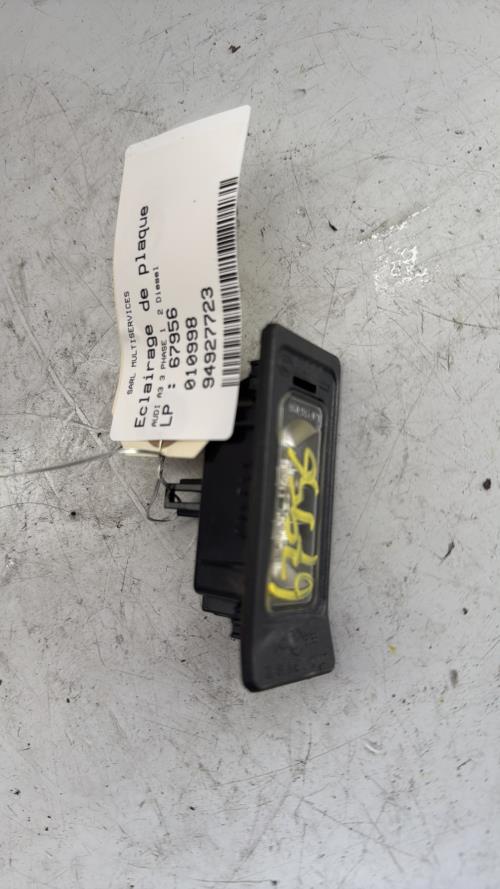 SARL MULTISERVICES
Eclairage de plaque
AUDI A3 3 PHASE 1 2 Diesel
LP : 67956
010998
94927723